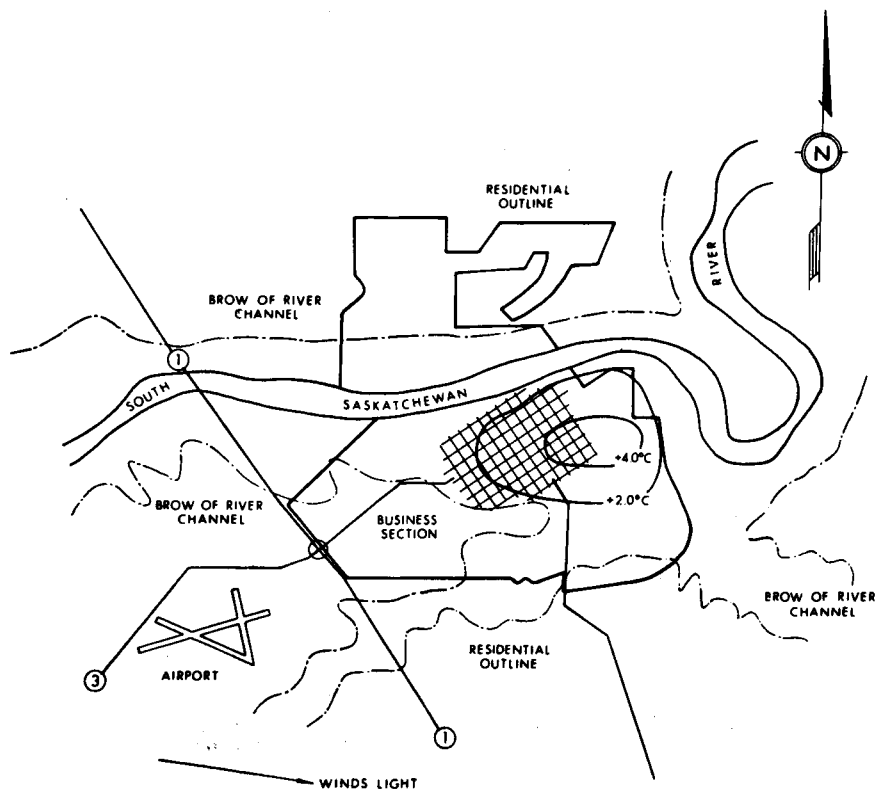 N
RESIDENTIAL
OUTLINE
RIVER
BROW OF RIVER
CHANNEL
1
SOUTH
SASKATCHEWAN
+4.0°C
+2.0°C
BROW OF RIVER
CHANNEL
BUSINESS
SECTION
BROW OF RIVER
CHANNEL
RESIDENTIAL
OUTLINE
AIRPORT
3
1
WINDS LIGHT